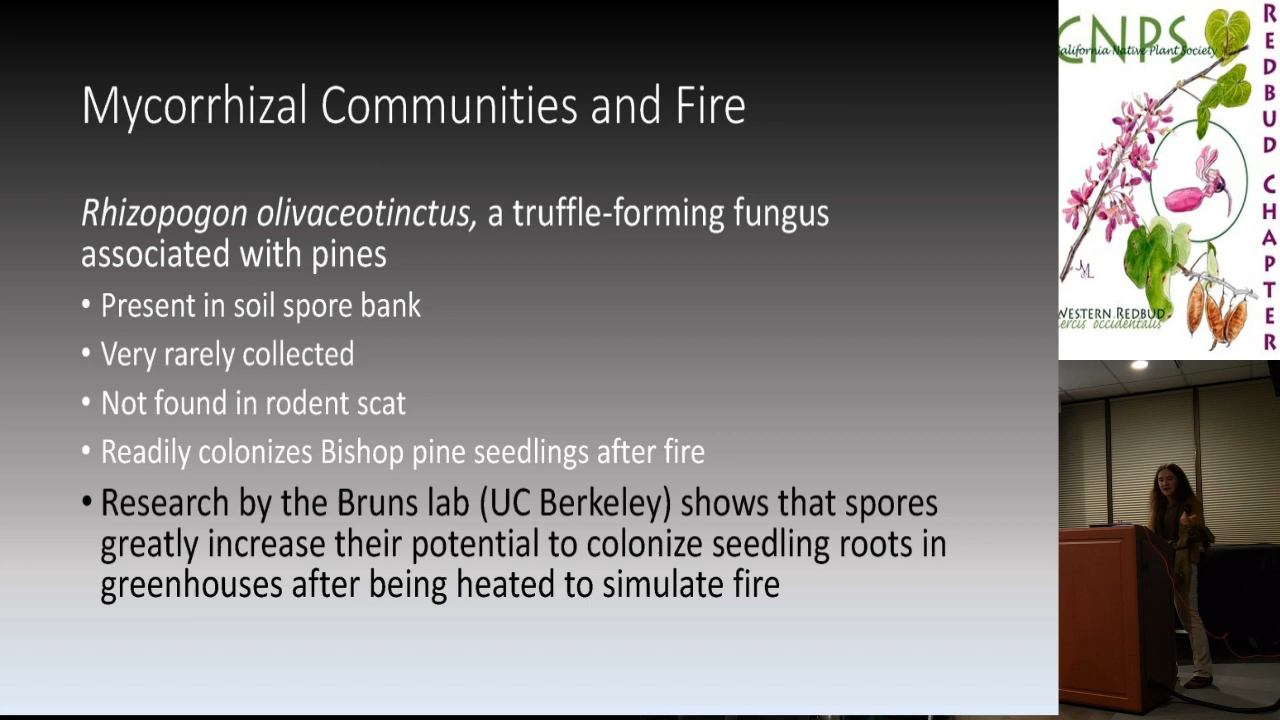 Mycorrhizal Communities and Fire
Rhizopogon olivaceotinctus, a truffle-forming fungus
associated with pines
• Present in soil spore bank
• Very rarely collected
• Not found in rodent scat
• Readily colonizes Bishop pine seedlings after fire
• Research by the Bruns lab (UC Berkeley) shows that spores
greatly increase their potential to colonize seedling roots in
greenhouses after being heated to simulate fire
CNPS
alifornia Native Plant Society
REDBUD CHAPTER
WESTERN REDBUD
ercis occidentalis